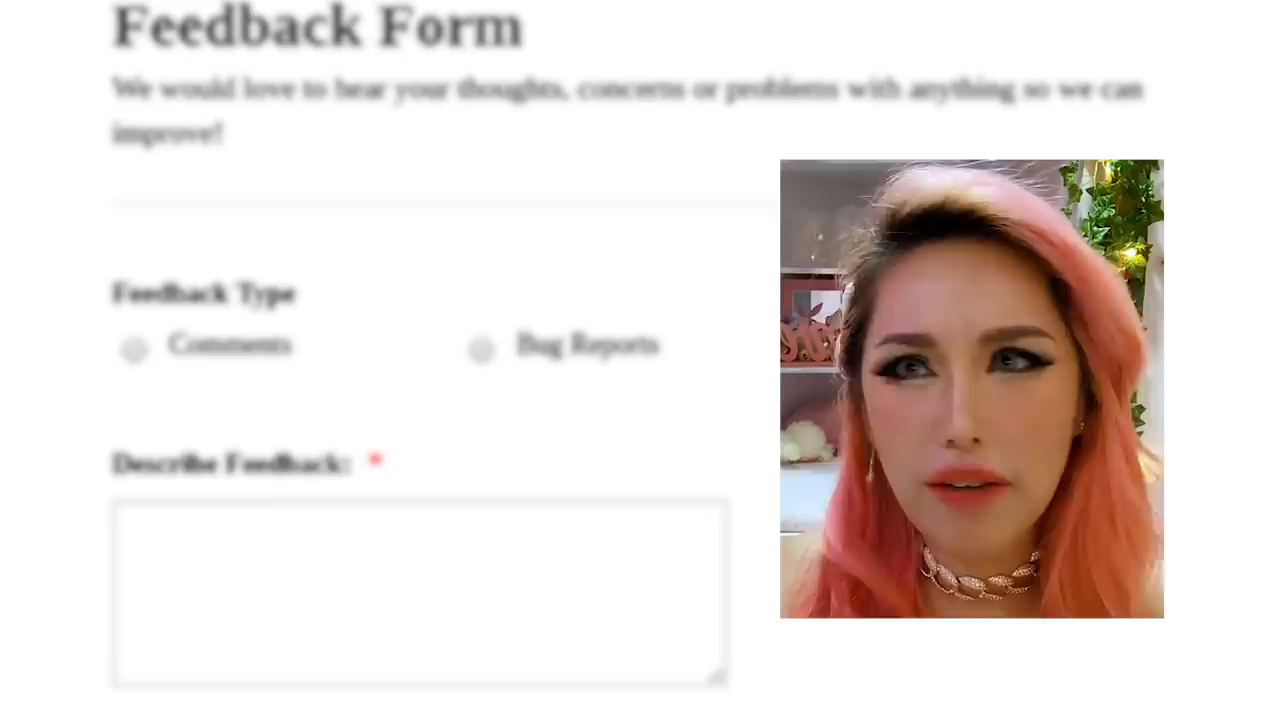 Feedback Form
We would love to hear your thoughts, concerns or problems with anything so we can
improve!
Feedback Type
Comments
Bug Reports
Describe Feedback: *